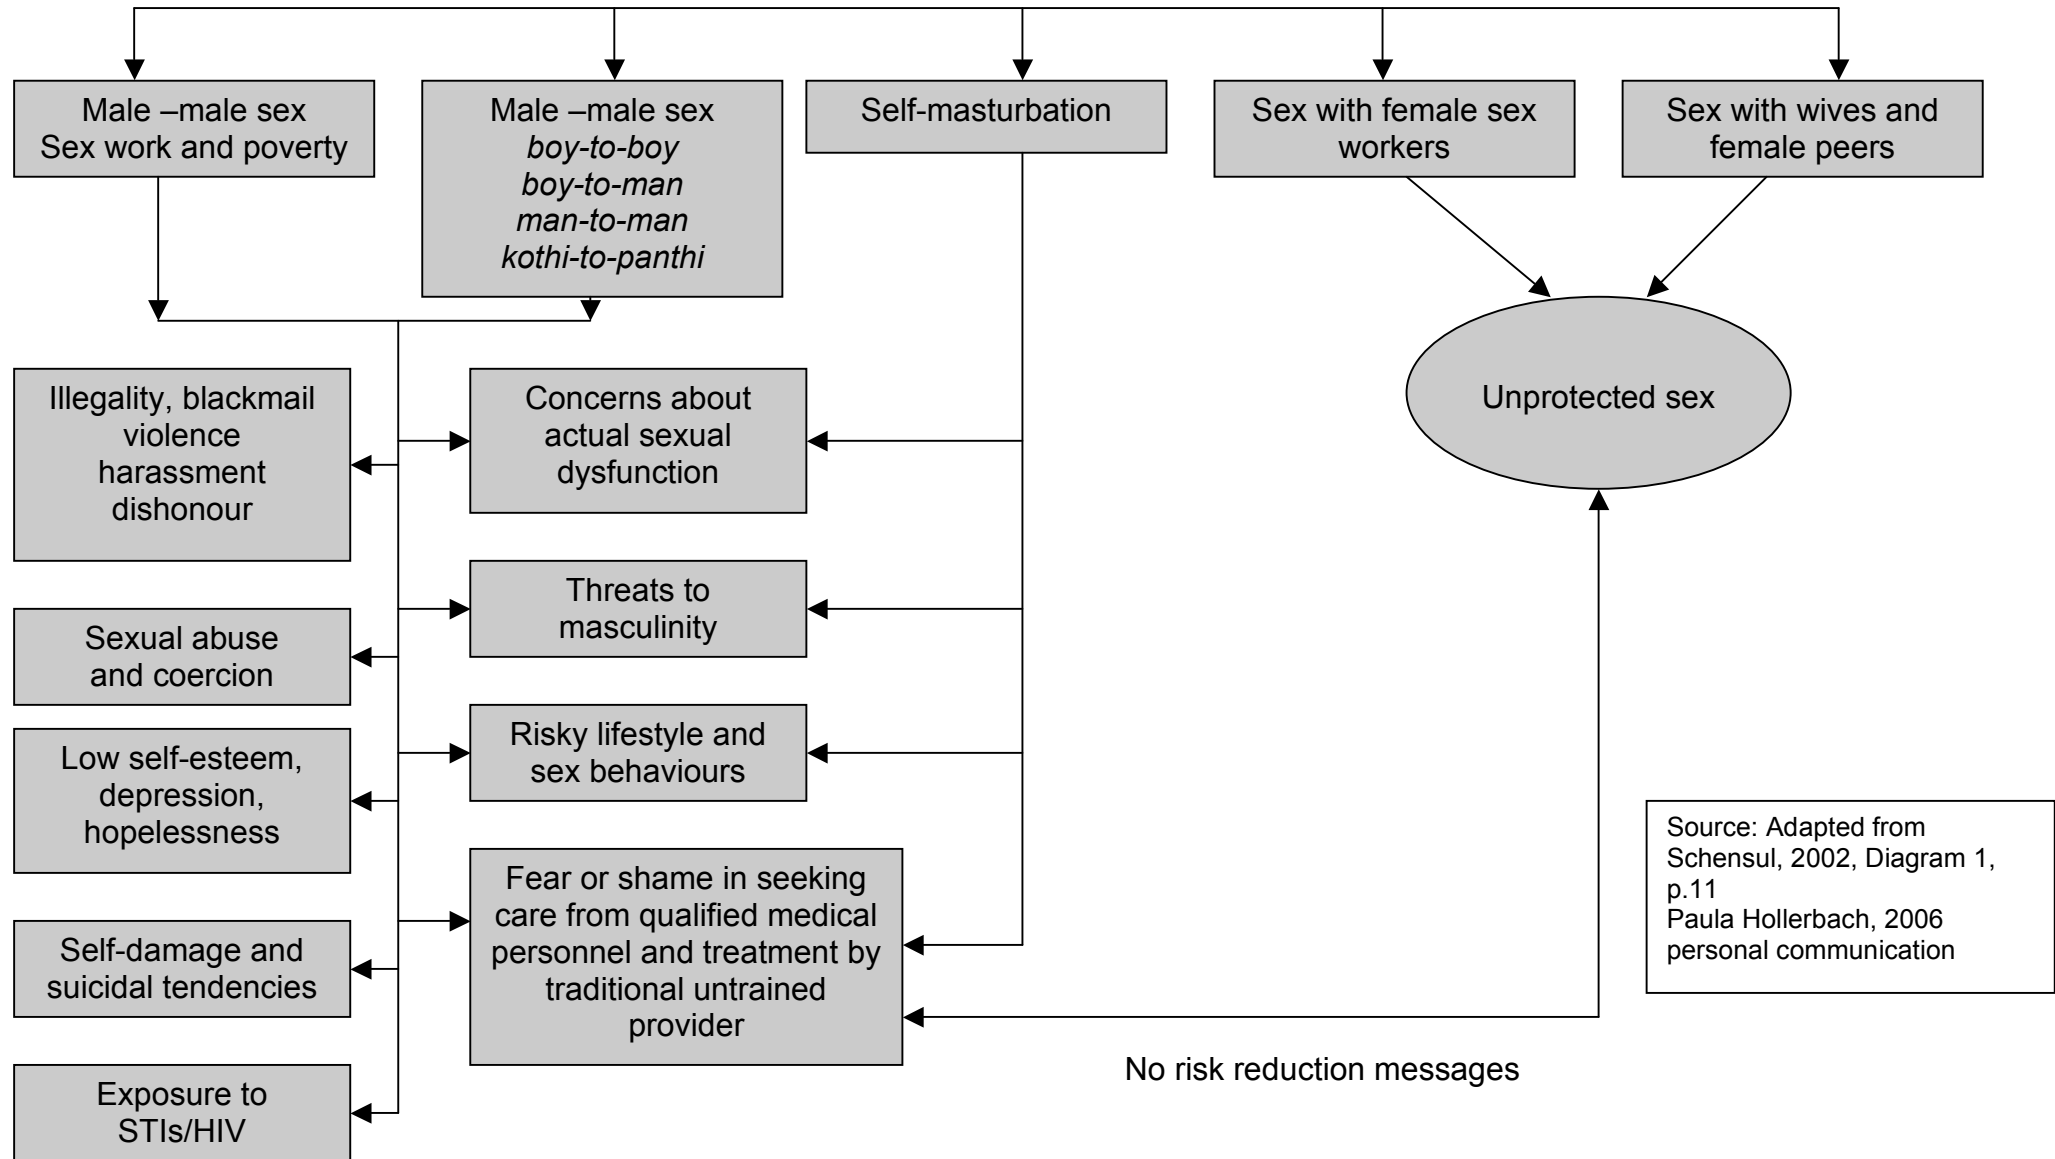 Male –male sex
Sex work and poverty
Male –male sex
boy-to-boy
boy-to-man
man-to-man
kothi-to-panthi
Self-masturbation
Sex with female sex
workers
Sex with wives and
female peers
Illegality, blackmail
violence
harassment
dishonour
Concerns about
actual sexual
dysfunction
Unprotected sex
Threats to
masculinity
Sexual abuse
and coercion
Risky lifestyle and
sex behaviours
Low self-esteem,
depression,
hopelessness
Fear or shame in seeking
care from qualified medical
personnel and treatment by
traditional untrained
provider
Source: Adapted from
Schensul, 2002, Diagram 1,
p.11
Paula Hollerbach, 2006
personal communication
Self-damage and
suicidal tendencies
No risk reduction messages
Exposure to
STIs/HIV